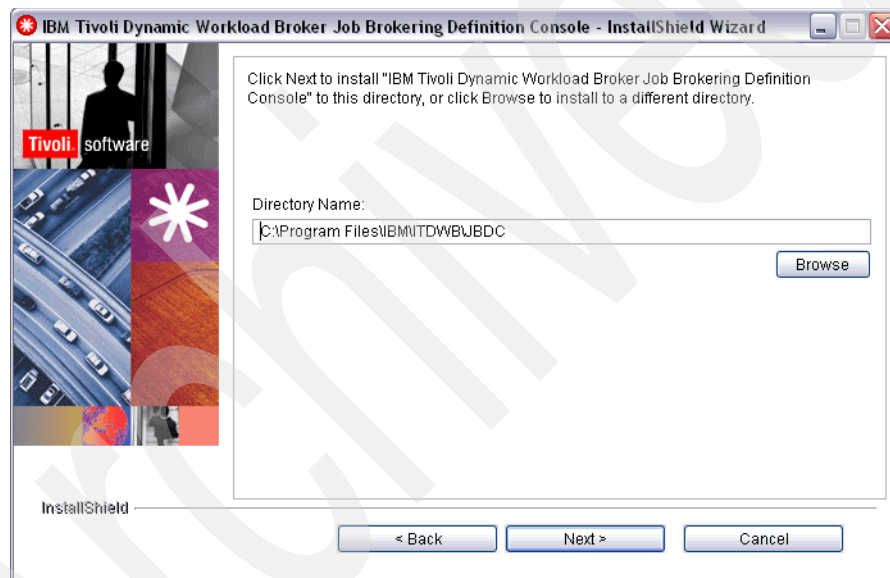 IBM Tivoli Dynamic Workload Broker Job Brokering Definition Console - InstallShield Wizard
Tivoli. software
Click Next to install "IBM Tivoli Dynamic Workload Broker Job Brokering Definition
Console" to this directory, or click Browse to install to a different directory.
Directory Name:
C:\Program Files\IBM\ITDWB\JBDC
Browse
InstallShield
< Back
Next >
Cancel